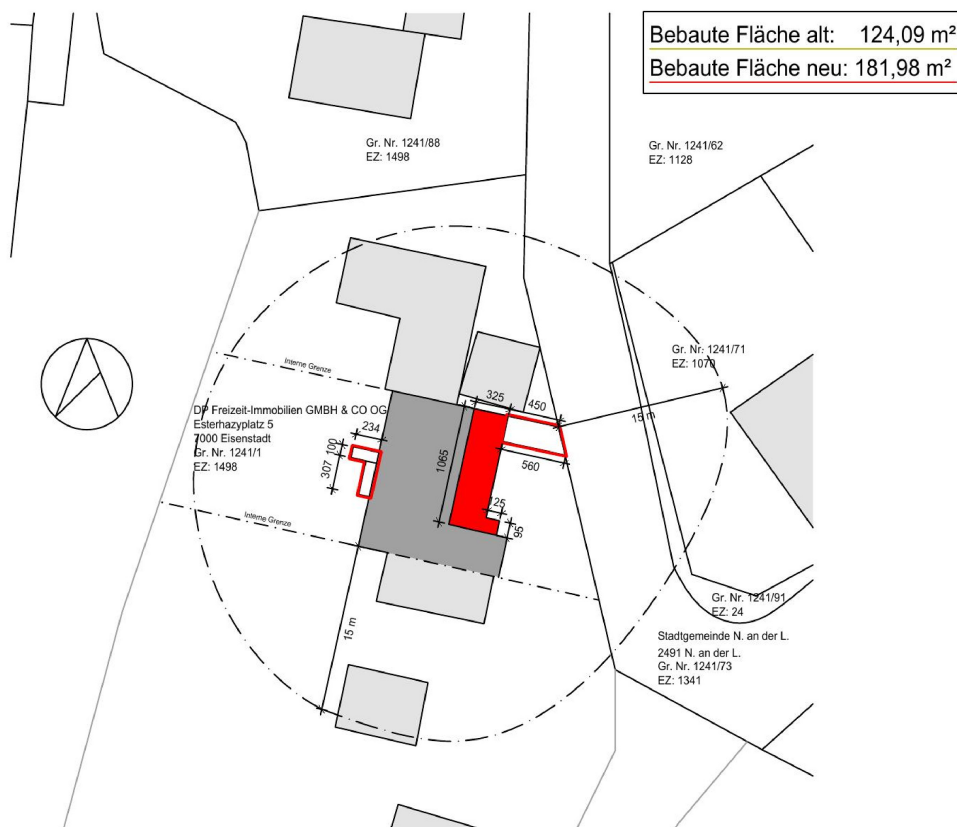 Bebaute Fläche alt: 124,09 m²
Bebaute Fläche neu: 181,98 m²
Gr. Nr. 1241/88
EZ: 1498
Gr. Nr. 1241/62
EZ: 1128
Gr. Nr. 1241/71
EZ: 1070
Interne Grenze
DP Freizeit-Immobilien GMBH & CO OG
Esterhazyplatz 5
7000 Eisenstadt
Gr. Nr. 1241/1
EZ: 1498
325
450
15 m
234
100
307
1065
560
125
95
Interne Grenze
15 m
Gr. Nr. 1241/91
EZ: 24
Stadtgemeinde N. an der L.
2491 N. an der L.
Gr. Nr. 1241/73
EZ: 1341